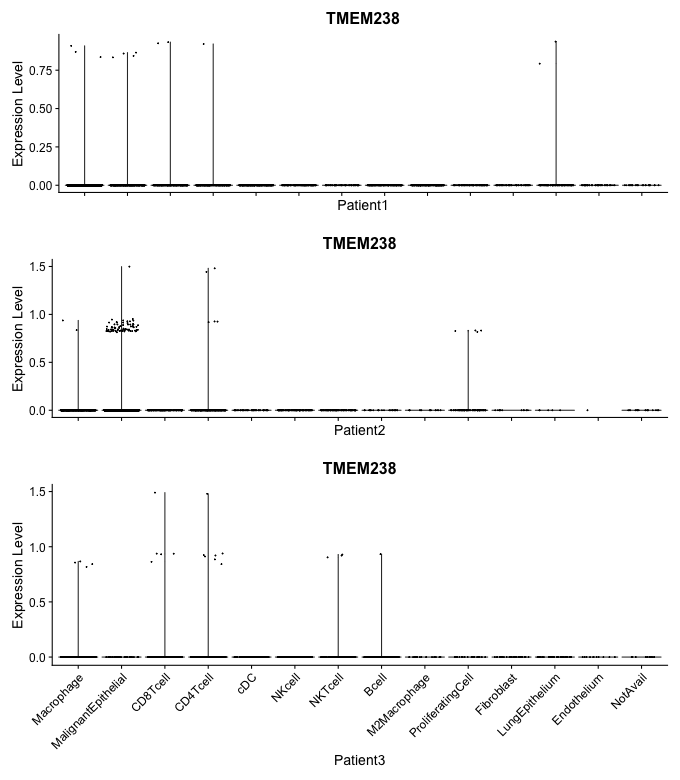 TMEM238
Expression Level
0.75
0.50
0.25
0.00
Patient1
TMEM238
Expression Level
1.5
1.0
0.5
0.0
Patient2
TMEM238
Expression Level
1.5
1.0
0.5
0.0
Macrophage
MalignantEpithelial
CD8Tcell
CD4Tcell
cDC
NKcell
NKTcell
Bcell
M2Macrophage
ProliferatingCell
Fibroblast
LungEpithelium
Endothelium
NotAvail
Patient3